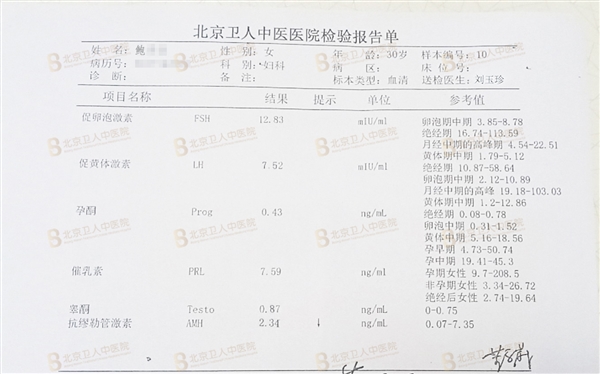 北京卫人中医医院检验报告单
姓 名: 鲍 性 别: 女 年 龄: 30岁 样本编号: 10
病历号: 科 别: 妇科 病 区: 床 位 号:
诊 断: 备 注: 标本类型: 血清 送检医生: 刘玉珍
项目名称 结果 提示 单位 参考值
促卵泡激素 FSH 12.83 mIU/ml 卵泡期中期 3.85-8.78
绝经期 16.74-113.59
月经中期的高峰期 4.54-22.51
黄体期中期 1.79-5.12
促黄体激素 LH 7.52 mIU/ml 绝经期 10.87-58.64
卵泡期中期 2.12-10.89
月经中期的高峰 19.18-103.03
黄体期中期 1.2-12.86
孕酮 Prog 0.43 ng/mL 绝经期 0.08-0.78
卵泡中期 0.31-1.52
黄体中期 5.16-18.56
孕早期 4.73-50.74
孕中期 19.41-45.3
催乳素 PRL 7.59 ng/ml 孕期女性 9.7-208.5
非孕期女性 3.34-26.72
绝经后女性 2.74-19.64
睾酮 Testo 0.87 ng/mL 0-0.75
抗缪勒管激素 AMH 2.34 ↓ ng/mL 0.07-7.35
北京卫人中医院